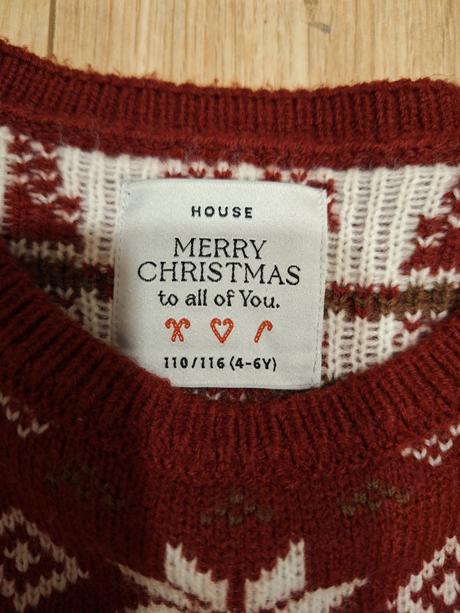 HOUSE
MERRY
CHRISTMAS
to all of You.
110/116 (4-6Y)